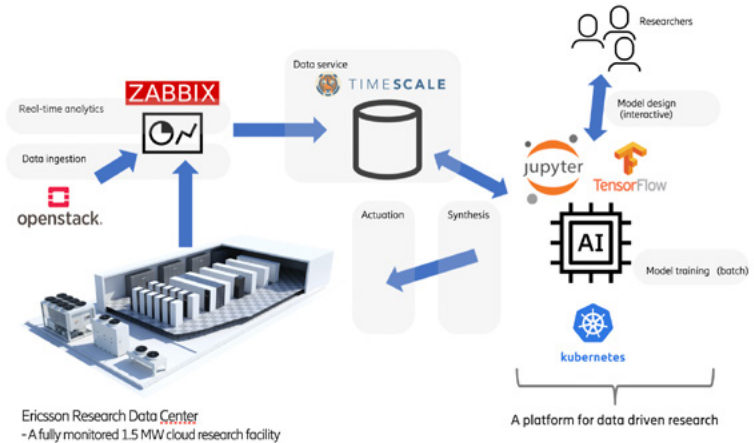 Researchers
Data service
TIMESCALE
ZABBIX
Real-time analytics
Model design
(interactive)
Data ingestion
jupyter
TensorFlow
openstack.
Actuation
Synthesis
AI
Model training (batch)
kubernetes
Ericsson Research Data Center
- A fully monitored 1.5 MW cloud research facility
A platform for data driven research